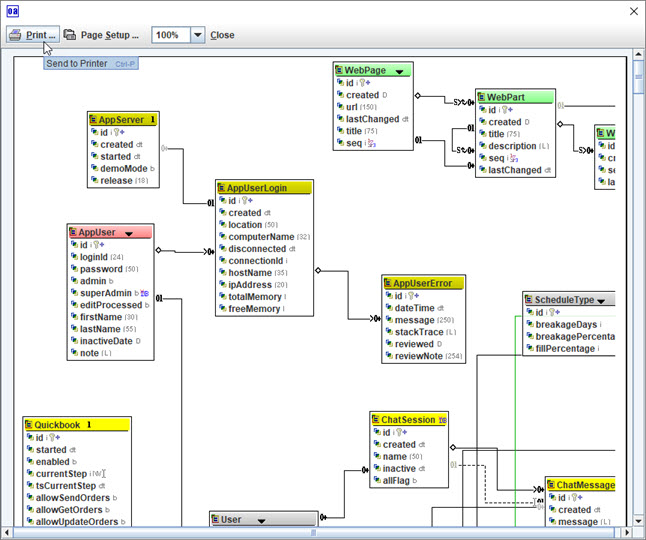 oa
Print ... Page Setup ... 100% Close
Send to Printer Ctrl-P
WebPage
id i
created D
url (150)
lastChanged dt
title (75)
seq i
WebPart
id i
created D
title (75)
description (L)
seq i
lastChanged dt
AppServer 1
id i
created dt
started dt
demoMode b
release (18)
AppUserLogin
id i
created dt
location (50)
computerName (32)
disconnected dt
connectionId i
hostName (35)
ipAddress (20)
totalMemory l
freeMemory l
AppUser
id i
loginId (24)
password (50)
admin b
superAdmin b
editProcessed b
firstName (30)
lastName (55)
inactiveDate D
note (L)
AppUserError
id i
dateTime dt
message (250)
stackTrace (L)
reviewed D
reviewNote (254)
ScheduleType
id i
breakageDays i
breakagePercenta
fillPercentage i
Quickbook 1
id i
started dt
enabled b
currentStep
tsCurrentStep dt
allowSendOrders b
allowGetOrders b
allowUpdateOrders b
ChatSession
id i
created dt
name (50)
inactive dt
allFlag b
User
ChatMessage
id i
created dt
message (L)